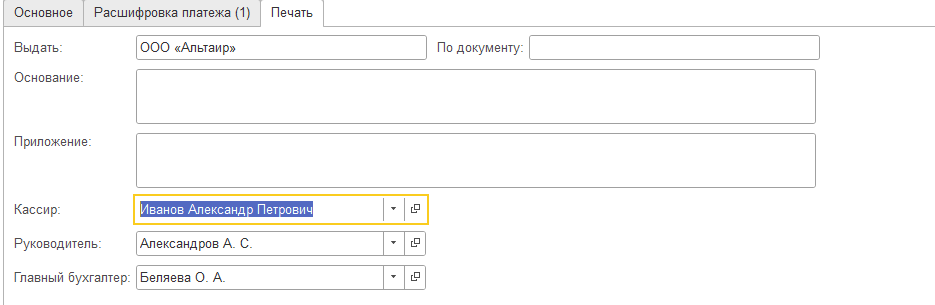 Основное Расшифровка платежа (1) Печать
Выдать: ООО «Альтаир» По документу:
Основание:
Приложение:
Кассир: Иванов Александр Петрович
Руководитель: Александров А. С.
Главный бухгалтер: Беляева О. А.